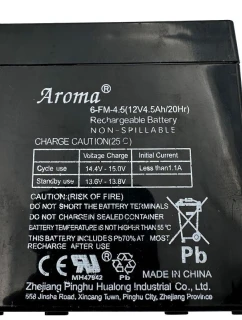 Aroma®
6-FM-4.5(12V4.5Ah/20Hr)
Rechargeable Battery
NON-SPILLABLE
CHARGE CAUTION(25°C)
Voltage Charge Initial Current
Cycle use 14.4V - 15.0V Less than1.1A
Standby use 13.6V - 13.8V
CAUTION(RISK OF FIRE)
DO NOT SHORT THE BATTERY TERMINALS
DO NOT CHARGE IN SEALED CONTAINER
BATTERY TEMPERATURE IS NOT HIGHER THAN 55°C
THIS BATTERY INCLUDES Pb70% AT MOST
RECHARGE AFTER USE
Pb
Pb
MH47942
MADE IN CHINA
Zhejiang Pinghu Hualong Industrial Co.,Ltd
558 Jinsha Road, Xincang Town, Pinghu City, Zhejiang Province